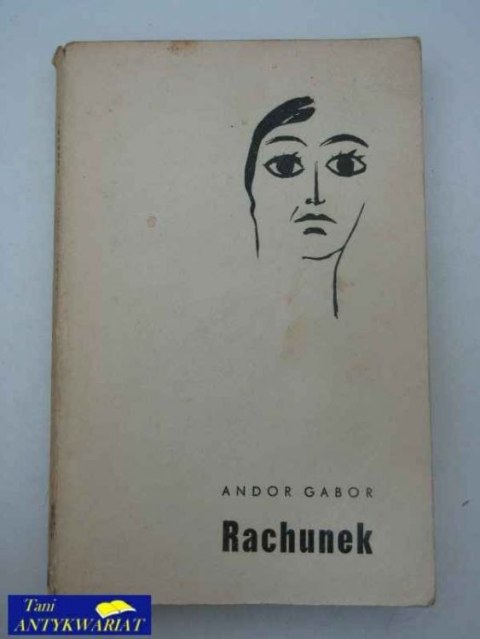 ANDOR GABOR
Rachunek
Tani
ANTYKWARIAT